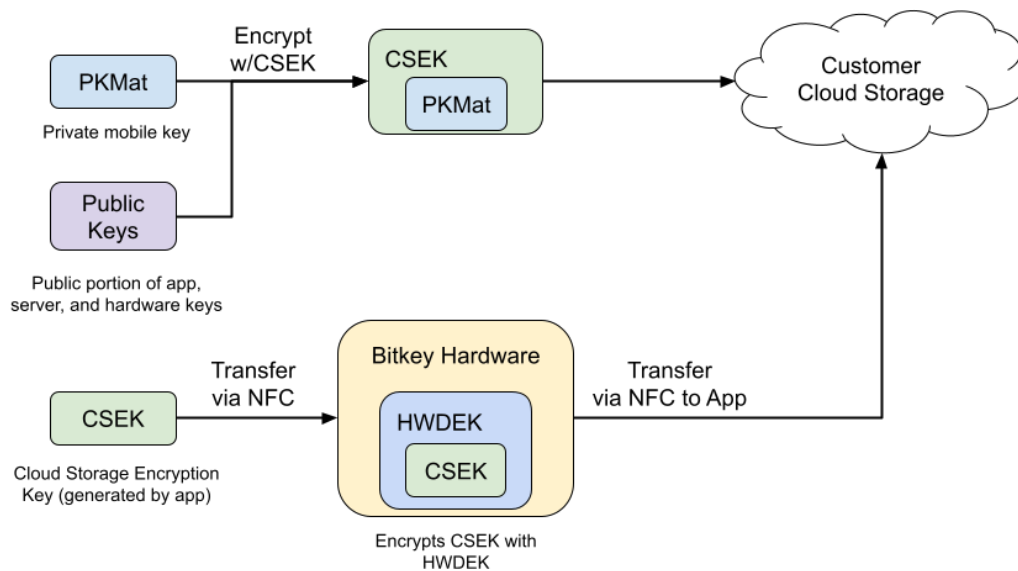 PKMat
Private mobile key
Encrypt
w/CSEK
CSEK
PKMat
Customer
Cloud Storage
Public
Keys
Public portion of app,
server, and hardware keys
CSEK
Cloud Storage Encryption
Key (generated by app)
Transfer
via NFC
Bitkey Hardware
HWDEK
CSEK
Encrypts CSEK with
HWDEK
Transfer
via NFC to App